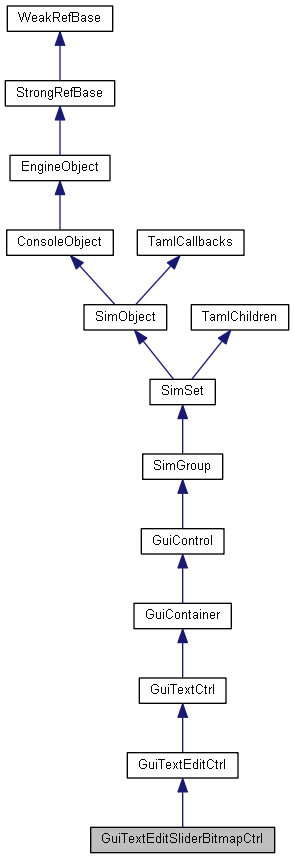 WeakRefBase
StrongRefBase
EngineObject
ConsoleObject
TamlCallbacks
SimObject
TamlChildren
SimSet
SimGroup
GuiControl
GuiContainer
GuiTextCtrl
GuiTextEditCtrl
GuiTextEditSliderBitmapCtrl